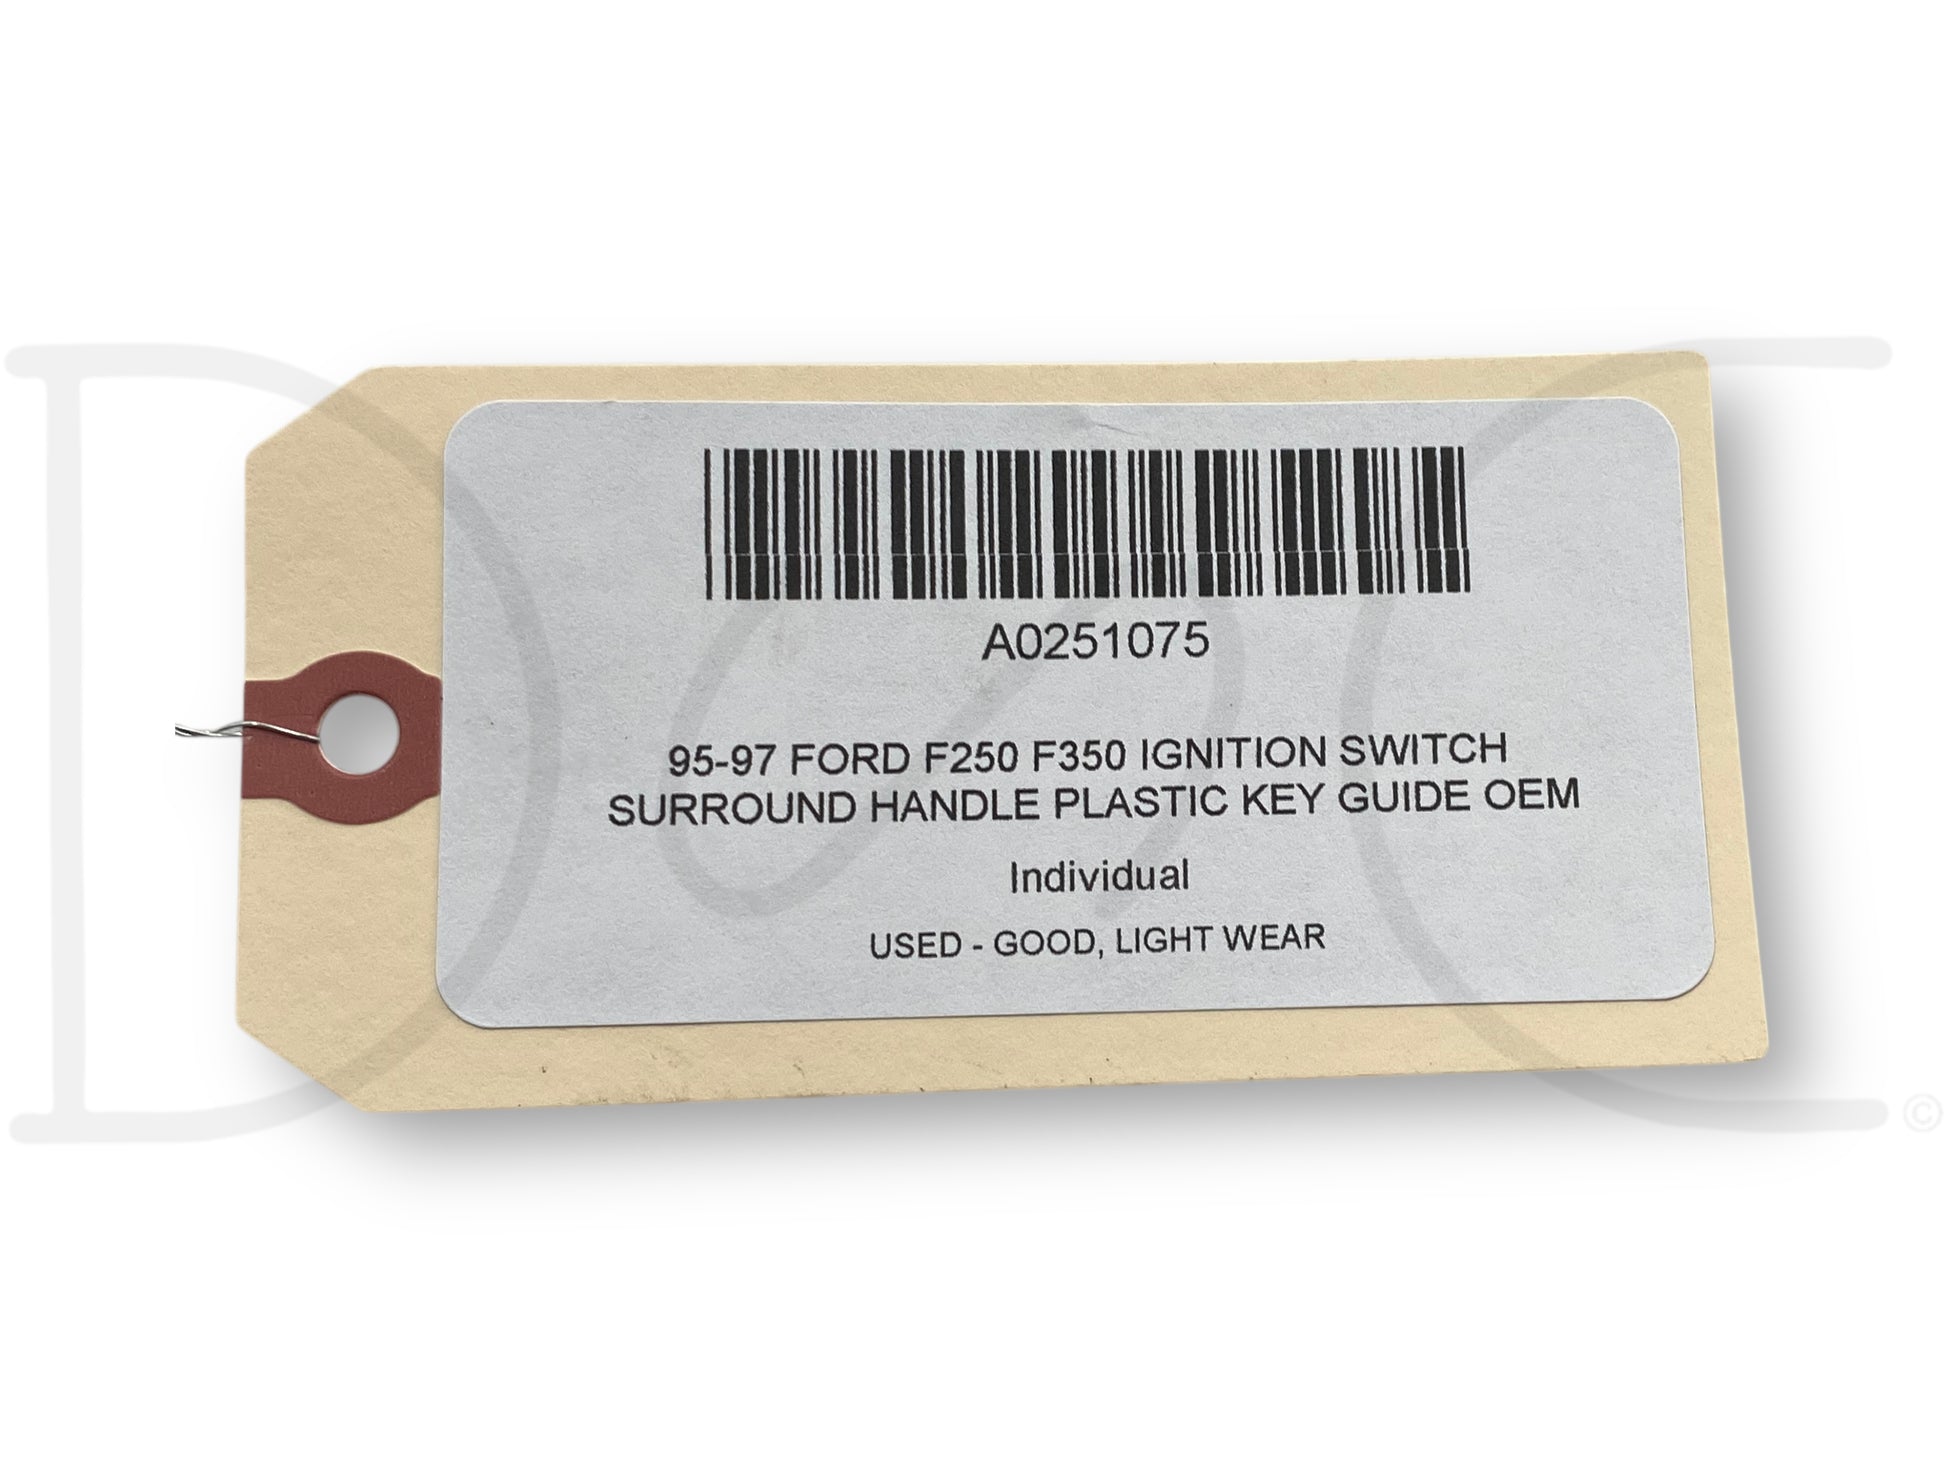 A0251075
95-97 FORD F250 F350 IGNITION SWITCH
SURROUND HANDLE PLASTIC KEY GUIDE OEM
Individual
USED - GOOD, LIGHT WEAR
©